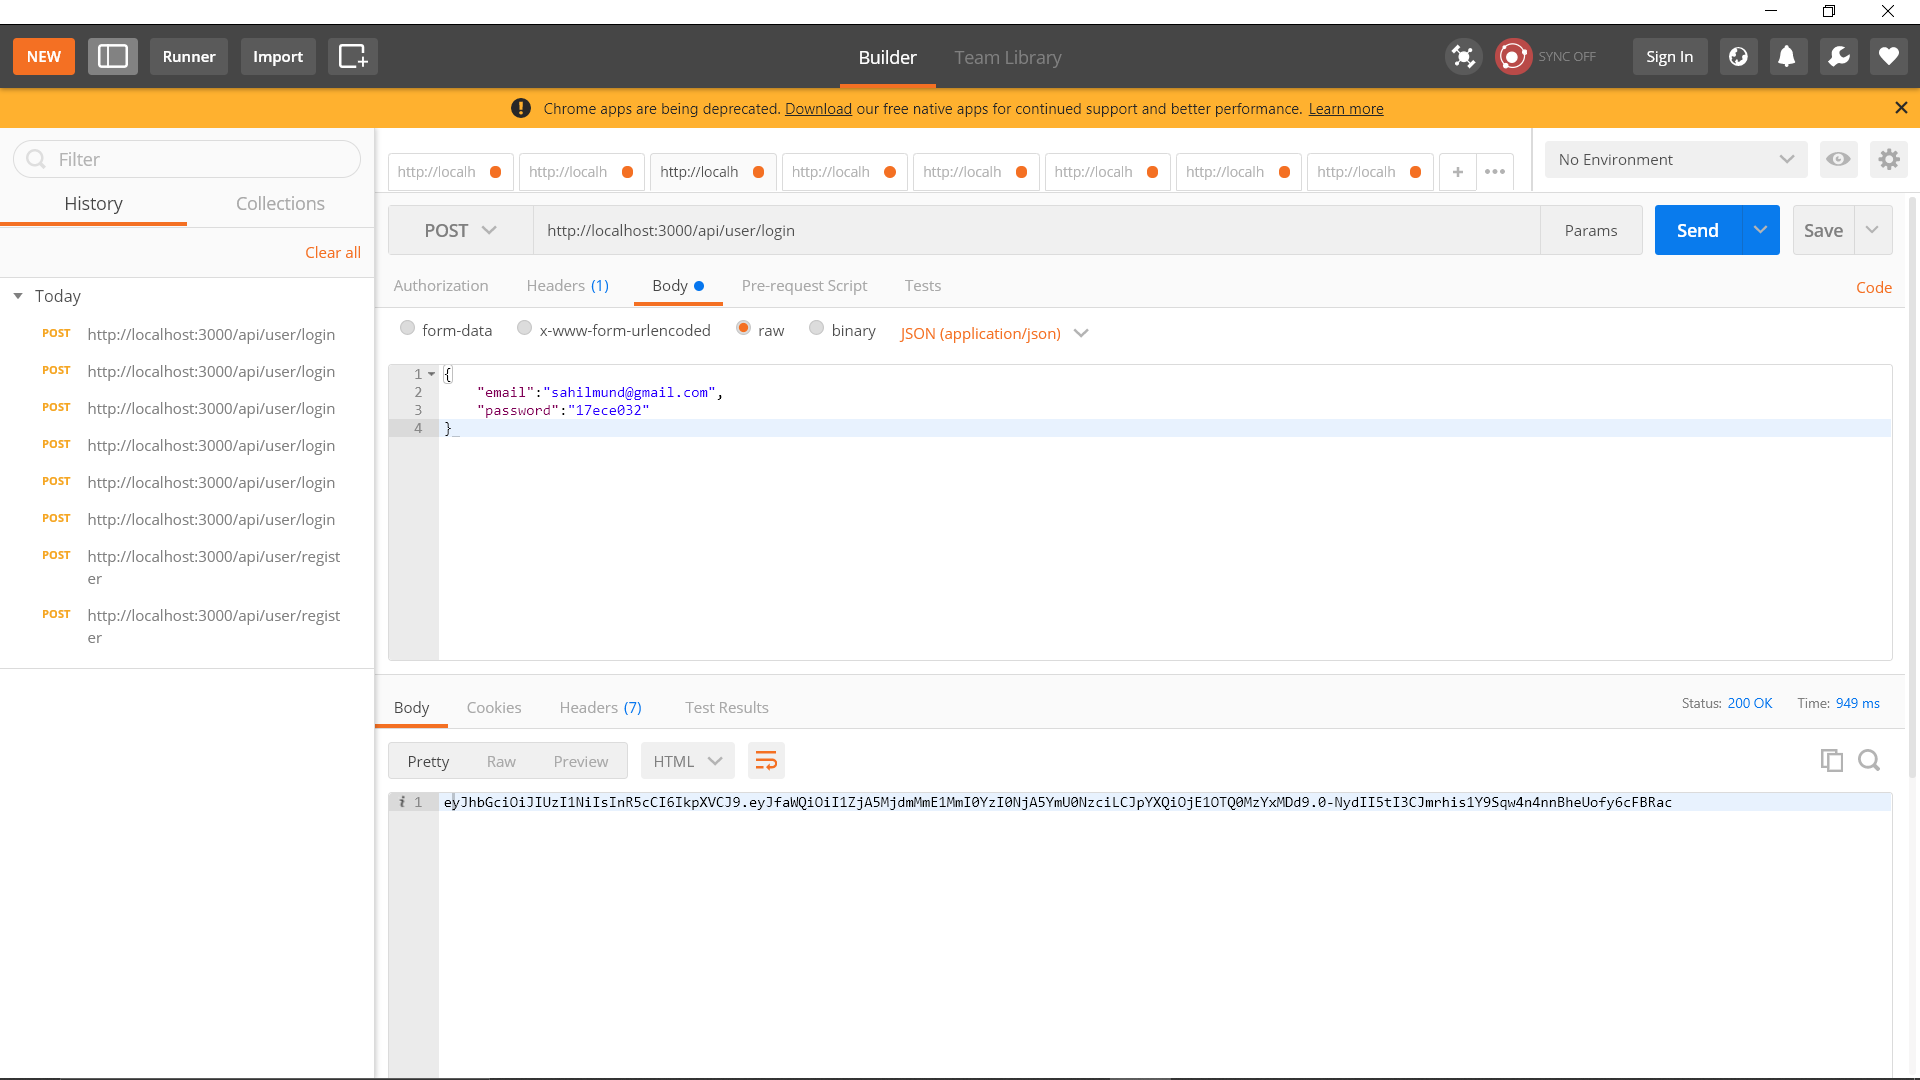 NEW Runner Import Builder Team Library SYNC OFF Sign In
Chrome apps are being deprecated. Download our free native apps for continued support and better performance. Learn more
Filter
History Collections
Clear all
Today
POST http://localhost:3000/api/user/login
POST http://localhost:3000/api/user/login
POST http://localhost:3000/api/user/login
POST http://localhost:3000/api/user/login
POST http://localhost:3000/api/user/login
POST http://localhost:3000/api/user/login
POST http://localhost:3000/api/user/regist
er
POST http://localhost:3000/api/user/regist
er
http://localh http://localh http://localh http://localh http://localh http://localh http://localh http://localh + •••
No Environment
POST http://localhost:3000/api/user/login Params Send Save
Authorization Headers (1) Body Pre-request Script Tests Code
form-data x-www-form-urlencoded raw binary JSON (application/json)
1 {
2 "email":"sahilmund@gmail.com",
3 "password":"17ece032"
4 }
Body Cookies Headers (7) Test Results Status: 200 OK Time: 949 ms
Pretty Raw Preview HTML
i 1 eyJhbGciOiJIUzI1NiIsInR5cCI6IkpXVCJ9.eyJfaWQiOiI1ZjA5MjdmMmE1MmI0YzI0NjA5YmU0NzciLCJpYXQiOjE1OTQ0MzYxMDd9.0-NydII5tI3CJmrhis1Y9Sqw4n4nnBheUofy6cFBRac